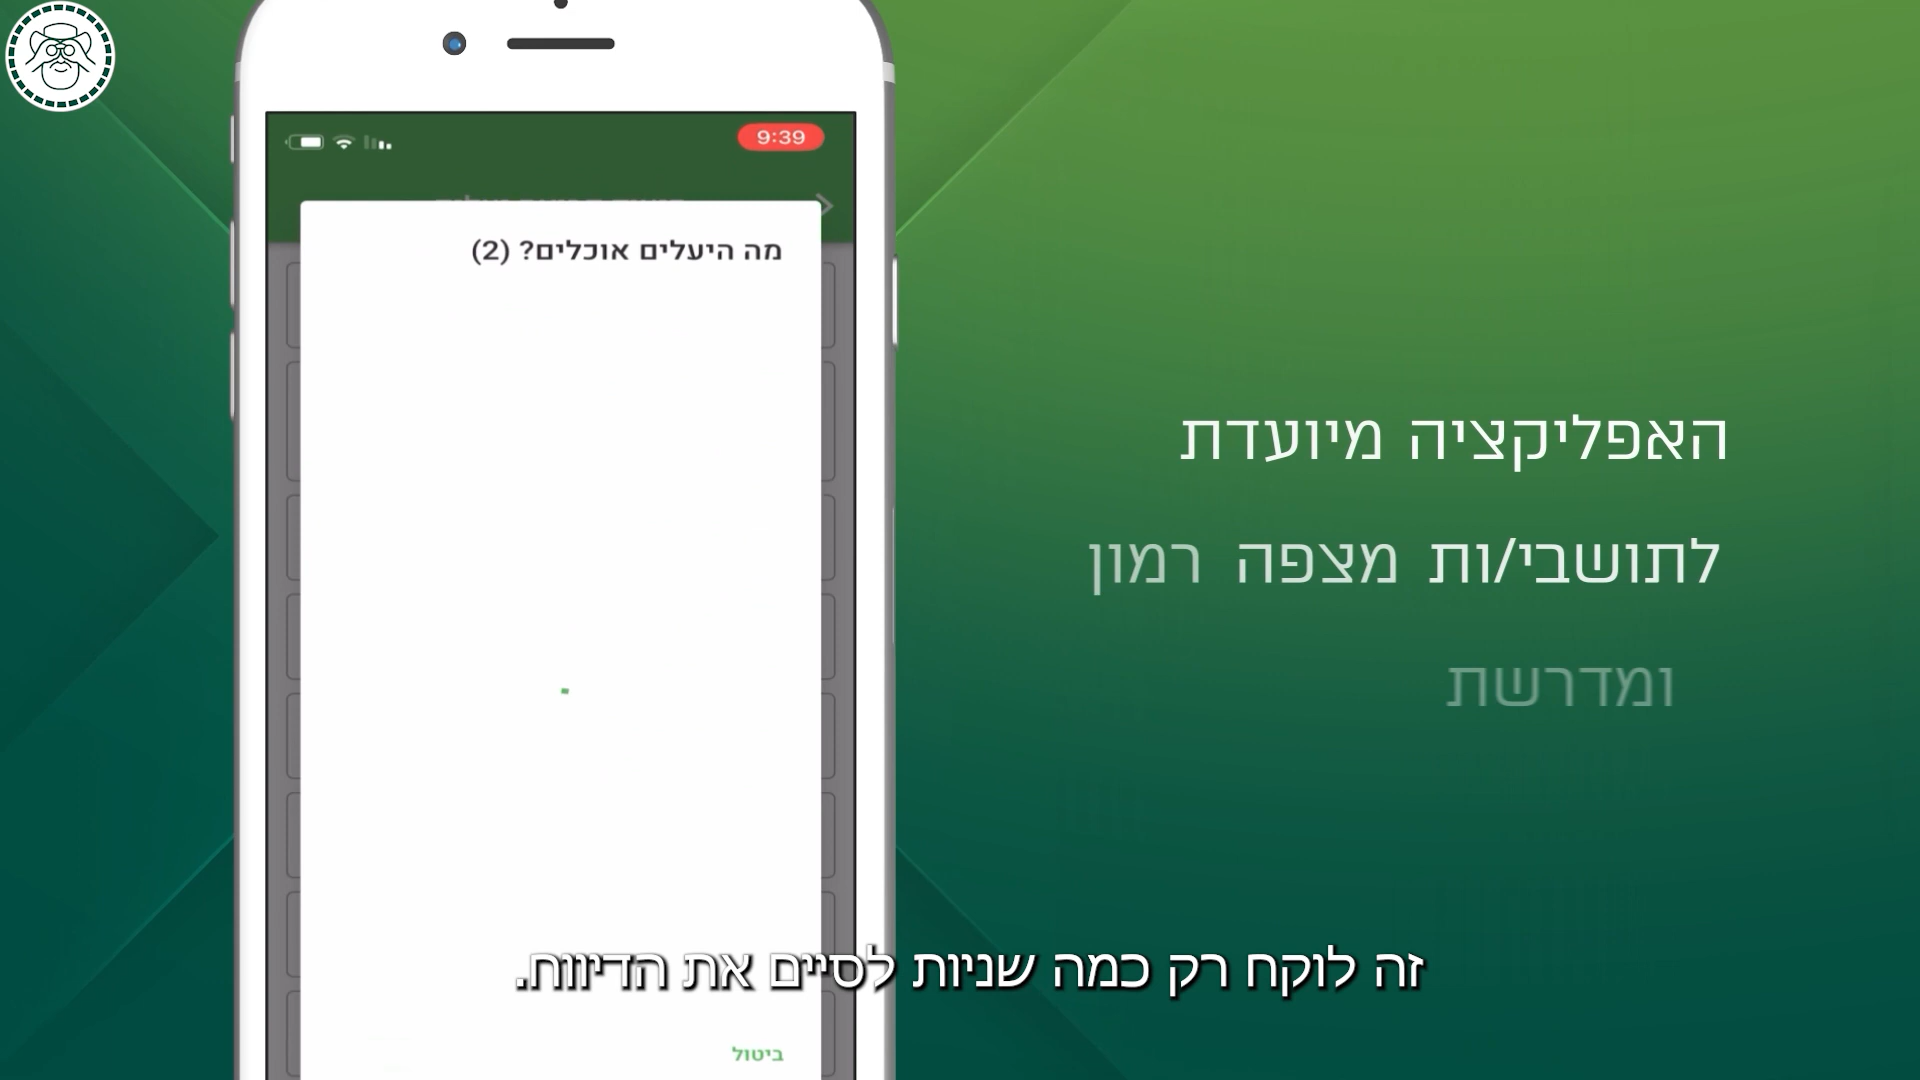 9:39
מה היעלים אוכלים? (2)
האפליקציה מיועדת
לתושבי/ות מצפה רמון
ומדרשת
זה לוקח רק כמה שניות לסיים את הדיווח.
ביטול